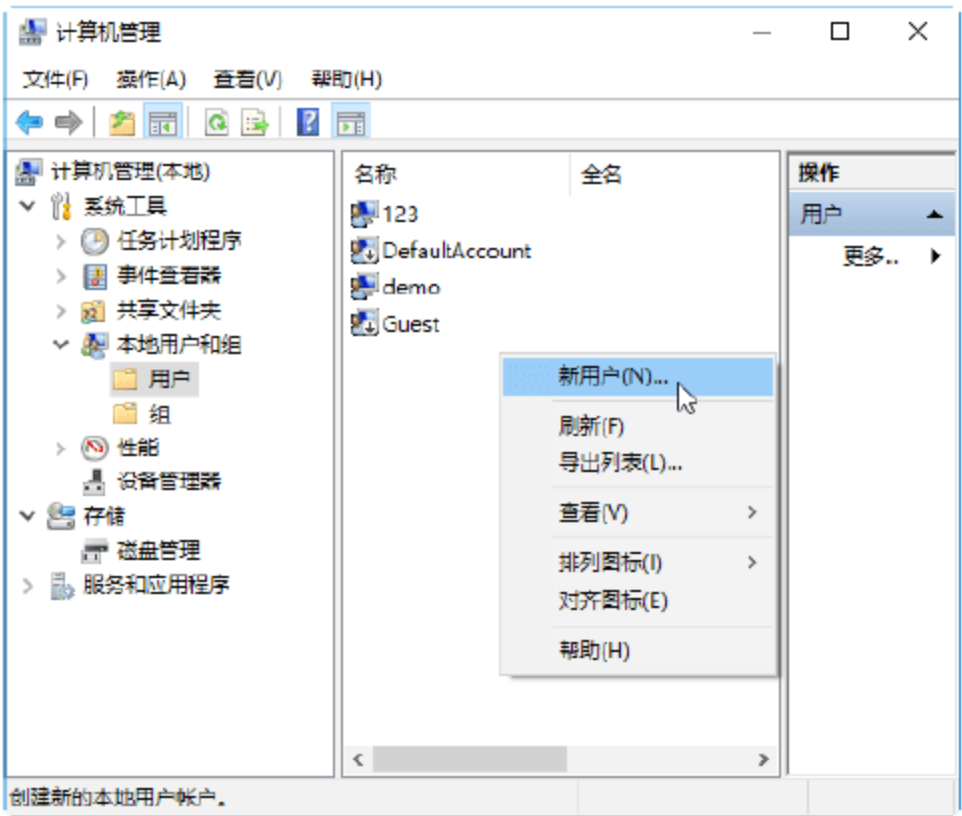 计算机管理
文件(F) 操作(A) 查看(V) 帮助(H)
计算机管理(本地)
系统工具
任务计划程序
事件查看器
共享文件夹
本地用户和组
用户
组
性能
设备管理器
存储
磁盘管理
服务和应用程序
名称 全名
123
DefaultAccount
demo
Guest
新用户(N)...
刷新(F)
导出列表(L)...
查看(V)
排列图标(I)
对齐图标(E)
帮助(H)
操作
用户
更多..
创建新的本地用户帐户。